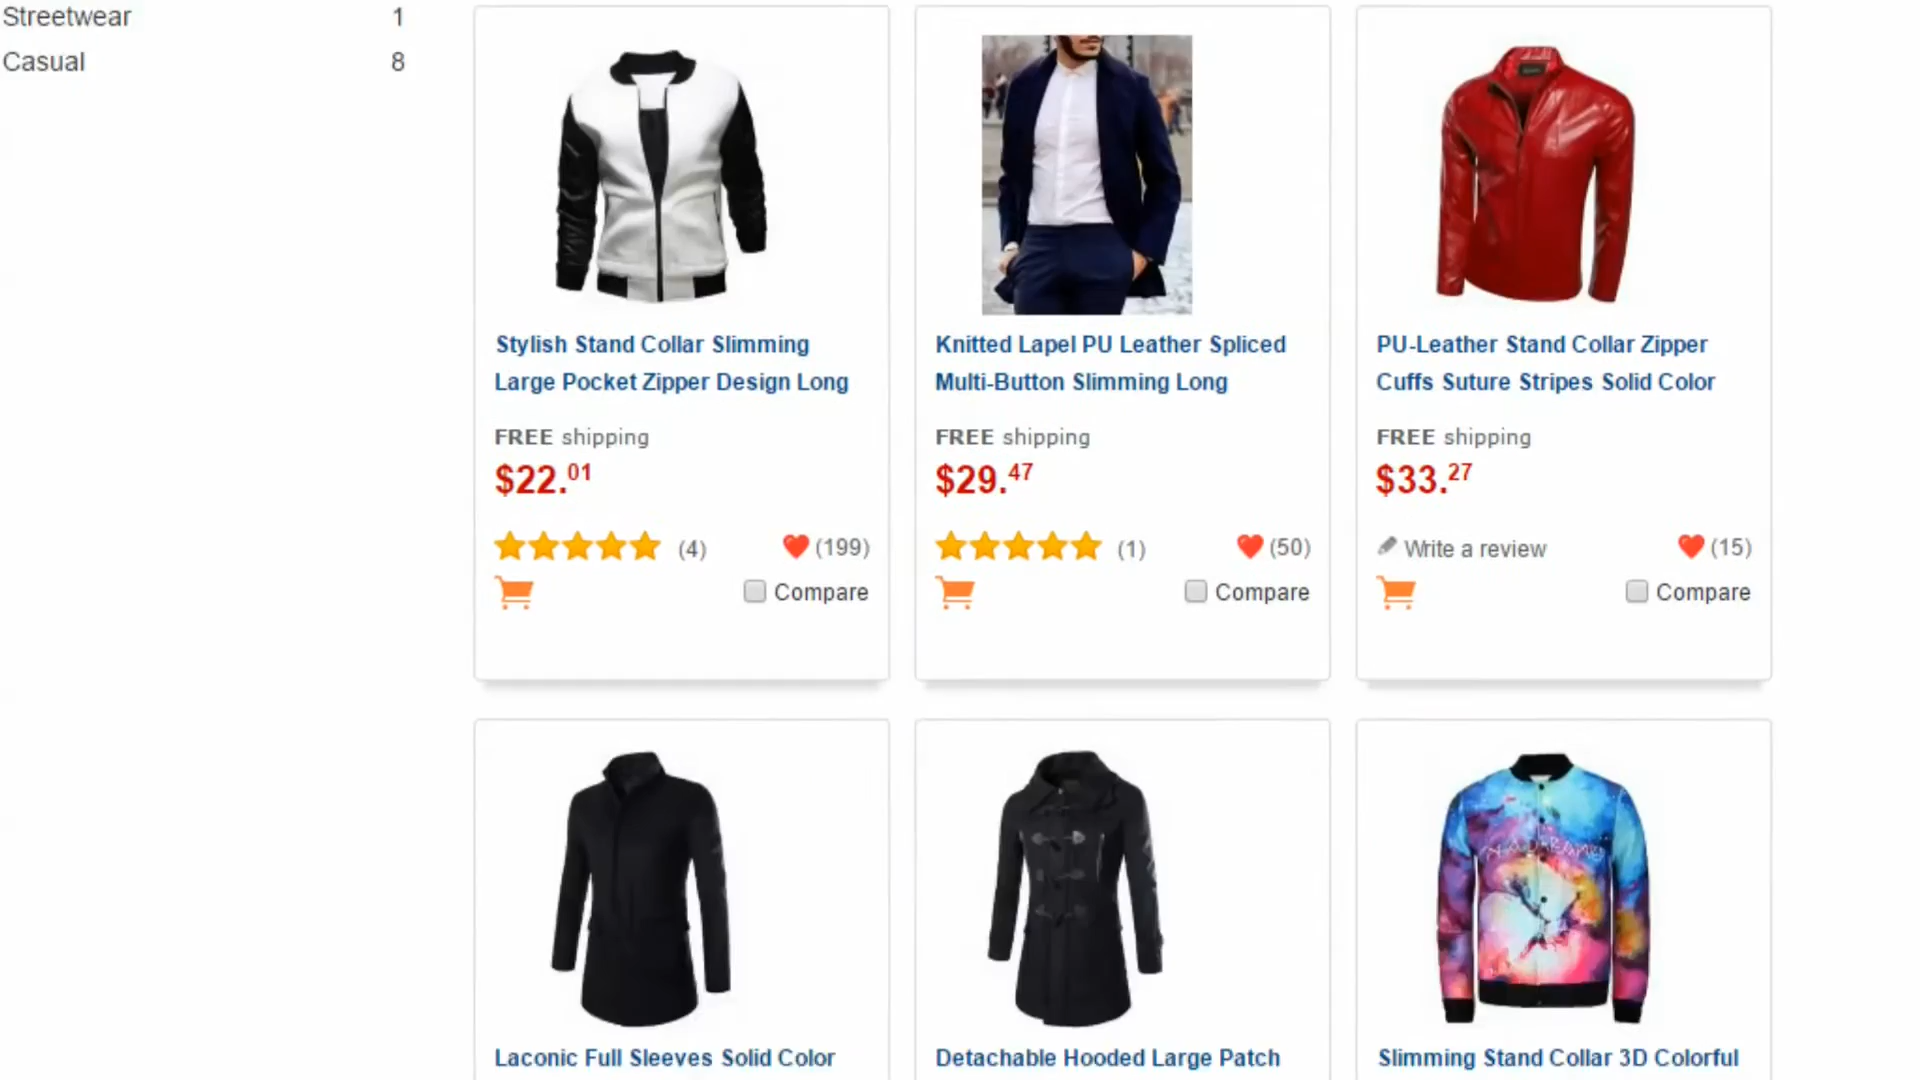 Streetwear 1
Casual 8
Stylish Stand Collar Slimming
Large Pocket Zipper Design Long
FREE shipping
$22.01
(4) (199)
Compare
Knitted Lapel PU Leather Spliced
Multi-Button Slimming Long
FREE shipping
$29.47
(1) (50)
Compare
PU-Leather Stand Collar Zipper
Cuffs Suture Stripes Solid Color
FREE shipping
$33.27
Write a review (15)
Compare
Laconic Full Sleeves Solid Color
Detachable Hooded Large Patch
Slimming Stand Collar 3D Colorful